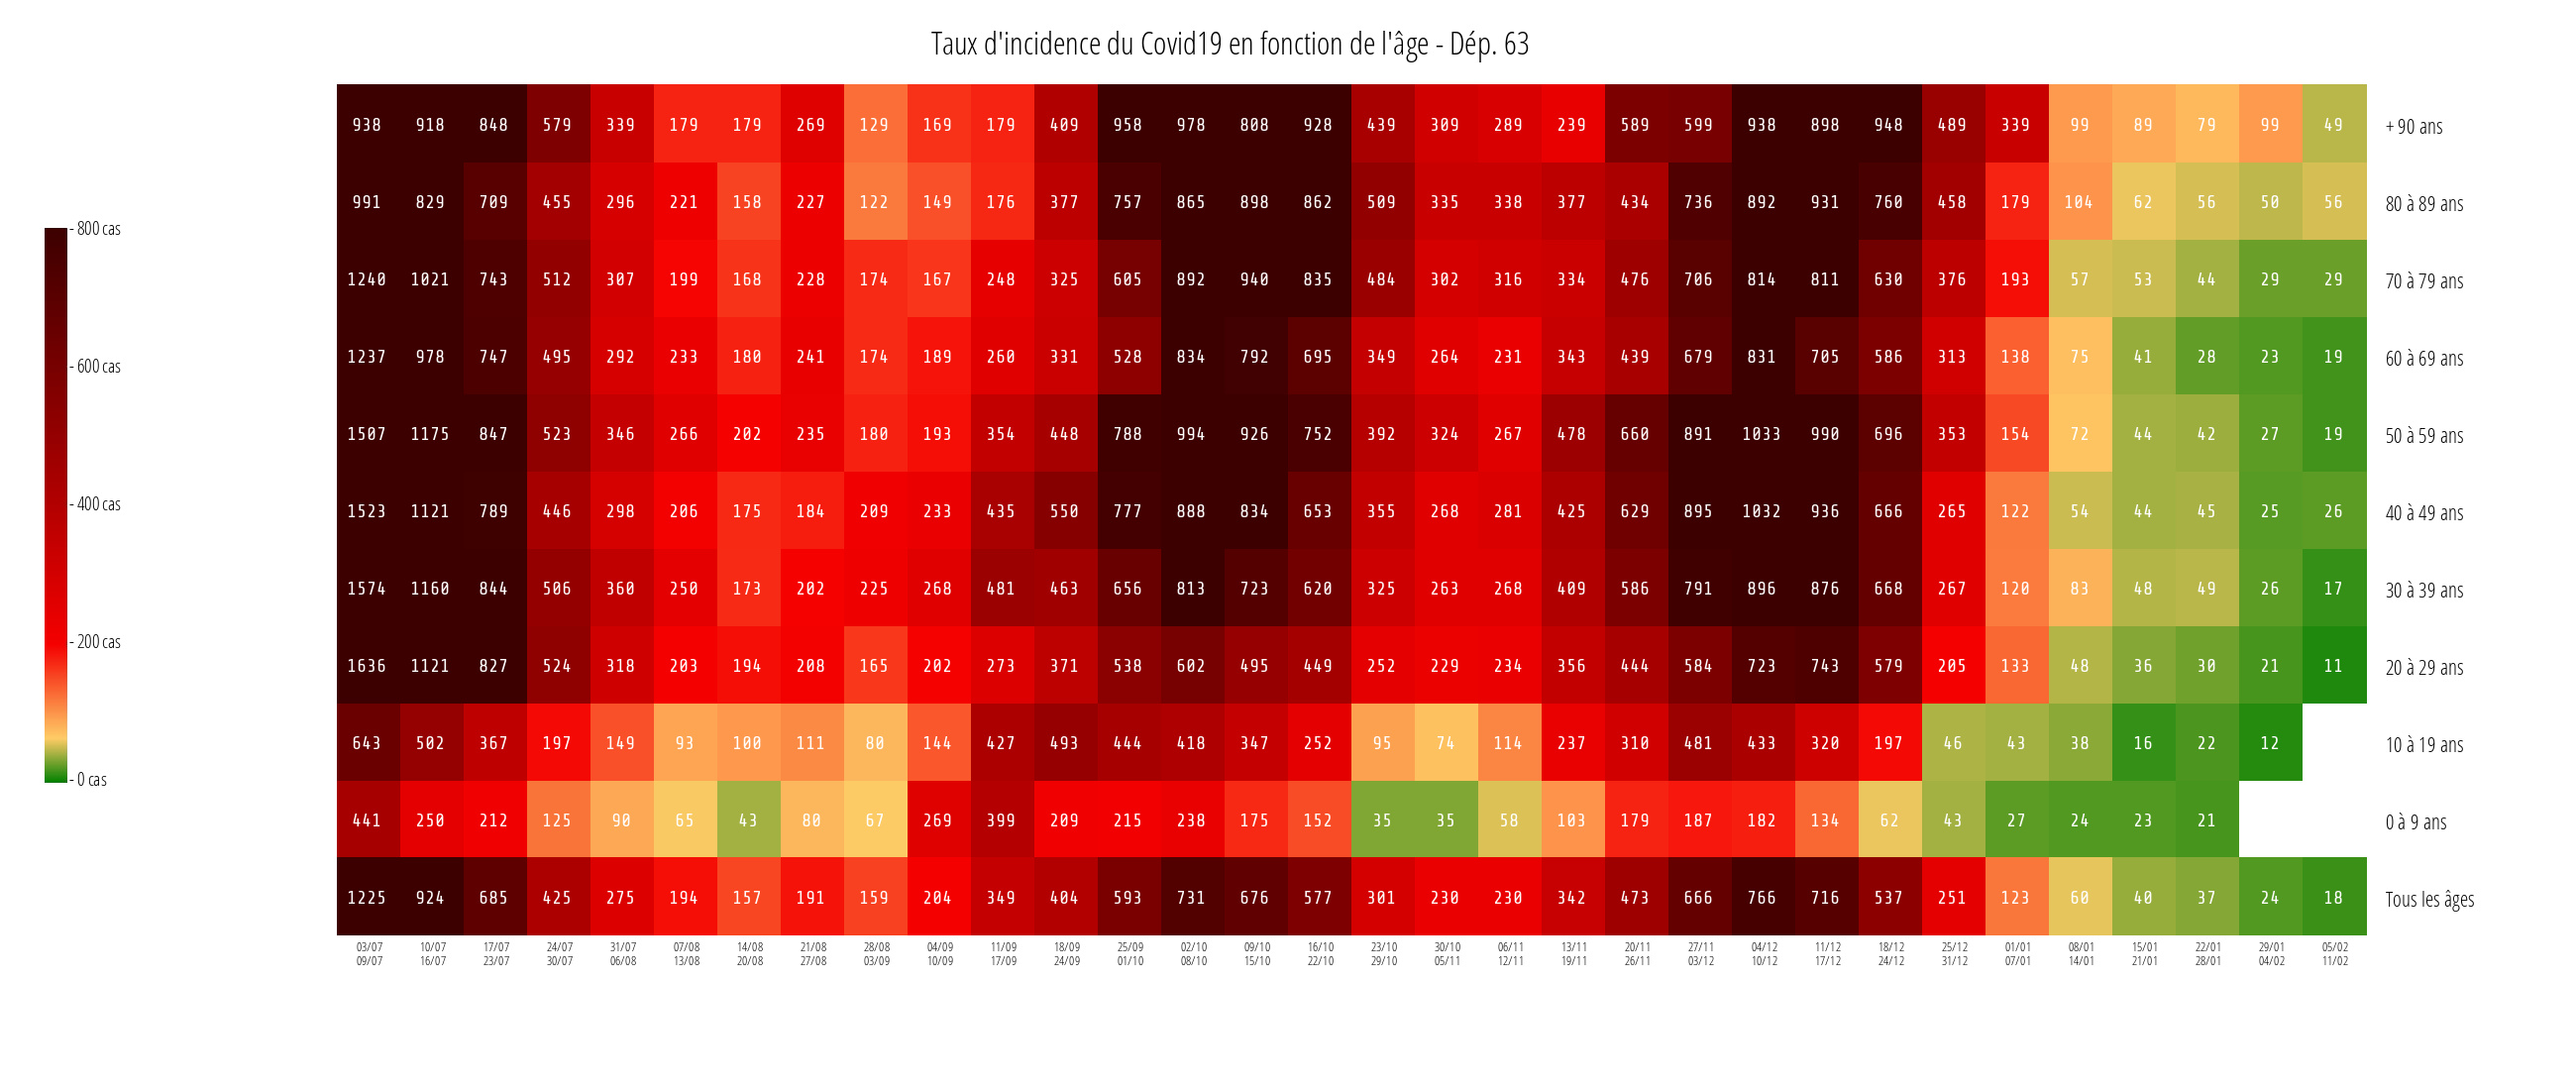 Taux d'incidence du Covid19 en fonction de l'âge - Dép. 63
- 800 cas
- 600 cas
- 400 cas
- 200 cas
- 0 cas
938 918 848 579 339 179 179 269 129 169 179 409 958 978 808 928 439 309 289 239 589 599 938 898 948 489 339 99 89 79 99 49 + 90 ans
991 829 709 455 296 221 158 227 122 149 176 377 757 865 898 862 509 335 338 377 434 736 892 931 760 458 179 104 62 56 50 56 80 à 89 ans
1240 1021 743 512 307 199 168 228 174 167 248 325 605 892 940 835 484 302 316 334 476 706 814 811 630 376 193 57 53 44 29 29 70 à 79 ans
1237 978 747 495 292 233 180 241 174 189 260 331 528 834 792 695 349 264 231 343 439 679 831 705 586 313 138 75 41 28 23 19 60 à 69 ans
1507 1175 847 523 346 266 202 235 180 193 354 448 788 994 926 752 392 324 267 478 660 891 1033 990 696 353 154 72 44 42 27 19 50 à 59 ans
1523 1121 789 446 298 206 175 184 209 233 435 550 777 888 834 653 355 268 281 425 629 895 1032 936 666 265 122 54 44 45 25 26 40 à 49 ans
1574 1160 844 506 360 250 173 202 225 268 481 463 656 813 723 620 325 263 268 409 586 791 896 876 668 267 120 83 48 49 26 17 30 à 39 ans
1636 1121 827 524 318 203 194 208 165 202 273 371 538 602 495 449 252 229 234 356 444 584 723 743 579 205 133 48 36 30 21 11 20 à 29 ans
643 502 367 197 149 93 100 111 80 144 427 493 444 418 347 252 95 74 114 237 310 481 433 320 197 46 43 38 16 22 12 10 à 19 ans
441 250 212 125 90 65 43 80 67 269 399 209 215 238 175 152 35 35 58 103 179 187 182 134 62 43 27 24 23 21 0 à 9 ans
1225 924 685 425 275 194 157 191 159 204 349 404 593 731 676 577 301 230 230 342 473 666 766 716 537 251 123 60 40 37 24 18 Tous les âges
03/07 10/07 17/07 24/07 31/07 07/08 14/08 21/08 28/08 04/09 11/09 18/09 25/09 02/10 09/10 16/10 23/10 30/10 06/11 13/11 20/11 27/11 04/12 11/12 18/12 25/12 01/01 08/01 15/01 22/01 29/01 05/02
09/07 16/07 23/07 30/07 06/08 13/08 20/08 27/08 03/09 10/09 17/09 24/09 01/10 08/10 15/10 22/10 29/10 05/11 12/11 19/11 26/11 03/12 10/12 17/12 24/12 31/12 07/01 14/01 21/01 28/01 04/02 11/02